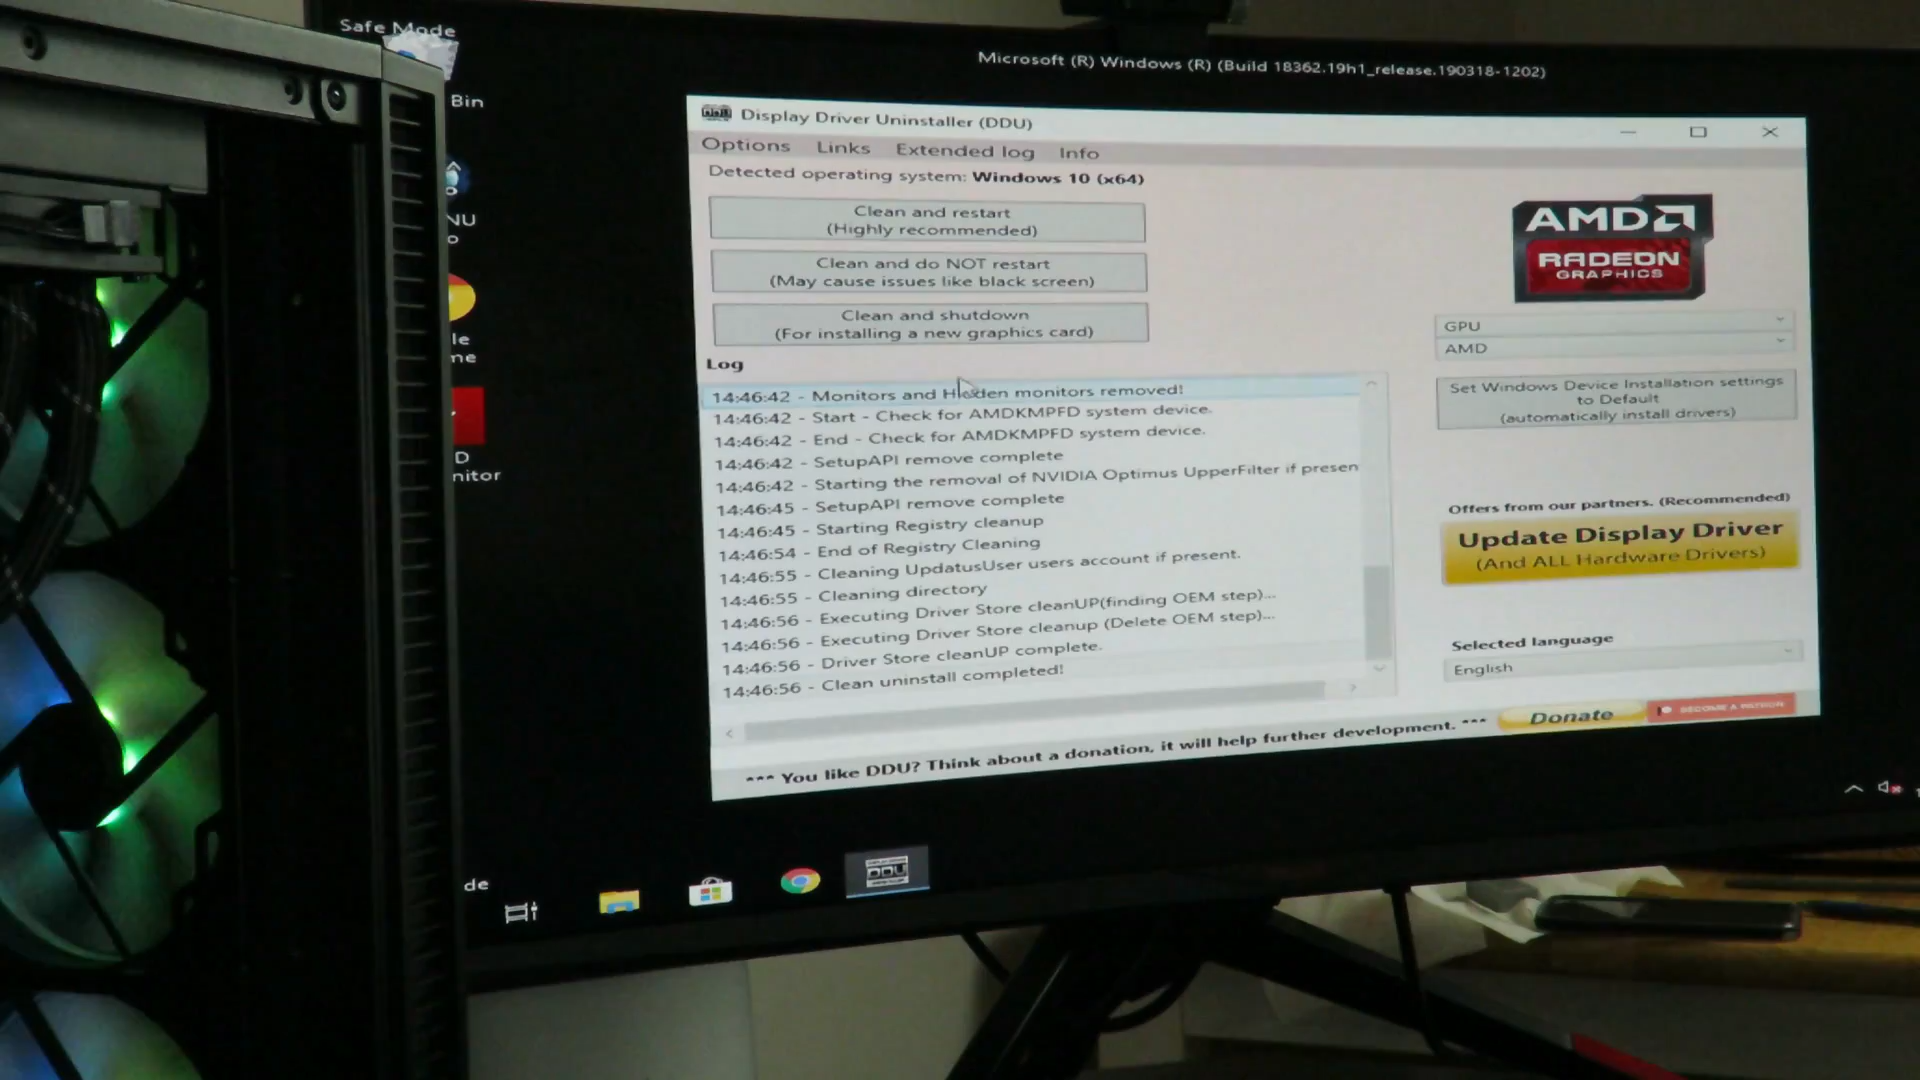 Safe Mode
Microsoft (R) Windows (R) (Build 18362.19h1_release.190318-1202)
Bin
NU
le
me
D
nitor
Display Driver Uninstaller (DDU)
Options Links Extended log Info
Detected operating system: Windows 10 (x64)
Clean and restart
(Highly recommended)
Clean and do NOT restart
(May cause issues like black screen)
Clean and shutdown
(For installing a new graphics card)
AMD
RADEON
GRAPHICS
GPU
AMD
Set Windows Device Installation settings
to Default
(automatically install drivers)
Log
14:46:42 - Monitors and Hidden monitors removed!
14:46:42 - Start - Check for AMDKMPFD system device.
14:46:42 - End - Check for AMDKMPFD system device.
14:46:42 - SetupAPI remove complete
14:46:42 - Starting the removal of NVIDIA Optimus UpperFilter if presen
14:46:45 - SetupAPI remove complete
14:46:45 - Starting Registry cleanup
14:46:54 - End of Registry Cleaning
14:46:55 - Cleaning UpdatusUser users account if present.
14:46:55 - Cleaning directory
14:46:56 - Executing Driver Store cleanUP(finding OEM step)...
14:46:56 - Executing Driver Store cleanup (Delete OEM step)...
14:46:56 - Driver Store cleanUP complete.
14:46:56 - Clean uninstall completed!
Offers from our partners. (Recommended)
Update Display Driver
(And ALL Hardware Drivers)
Selected language
English
*** You like DDU? Think about a donation, it will help further development. ***
Donate
BECOME A PATRON
de
DDU